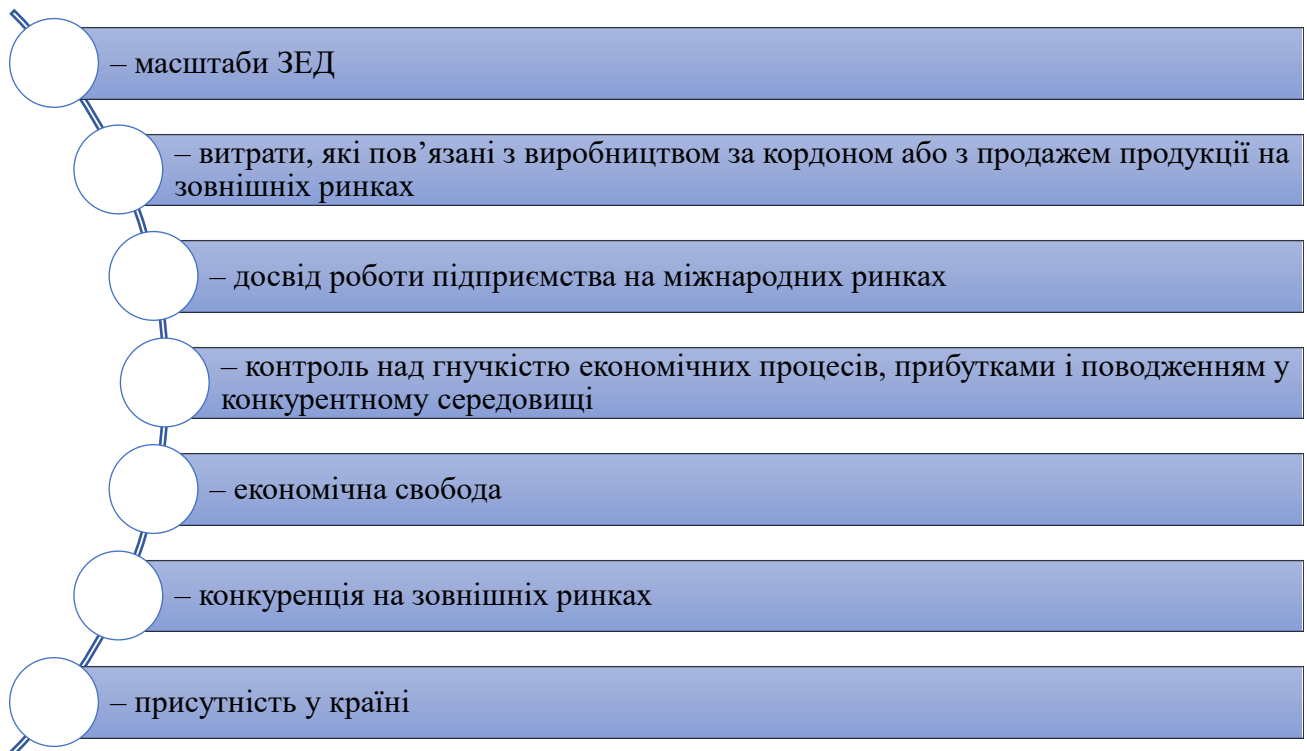 – масштаби ЗЕД
– витрати, які пов’язані з виробництвом за кордоном або з продажем продукції на
зовнішніх ринках
– досвід роботи підприємства на міжнародних ринках
– контроль над гнучкістю економічних процесів, прибутками і поводженням у
конкурентному середовищі
– економічна свобода
– конкуренція на зовнішніх ринках
– присутність у країні